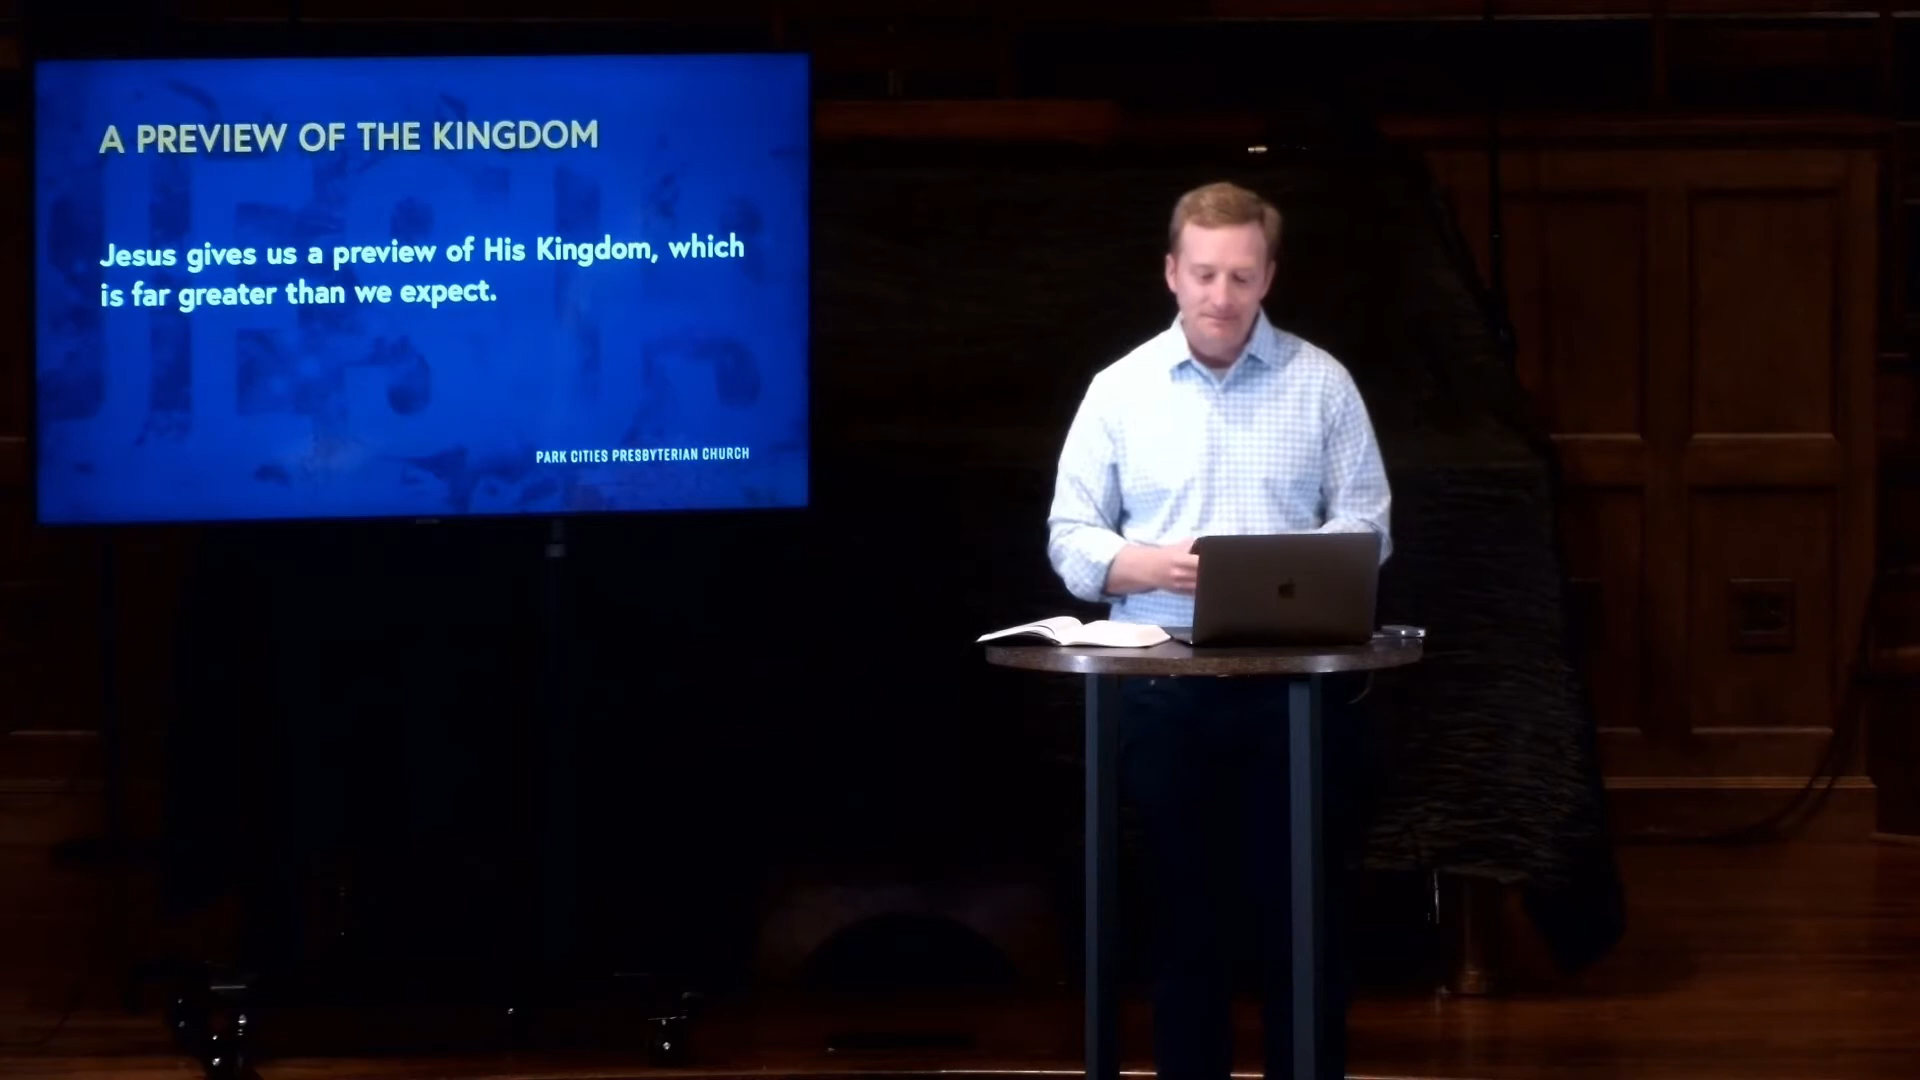 A PREVIEW OF THE KINGDOM
JESUS
Jesus gives us a preview of His Kingdom, which
is far greater than we expect.
PARK CITIES PRESBYTERIAN CHURCH